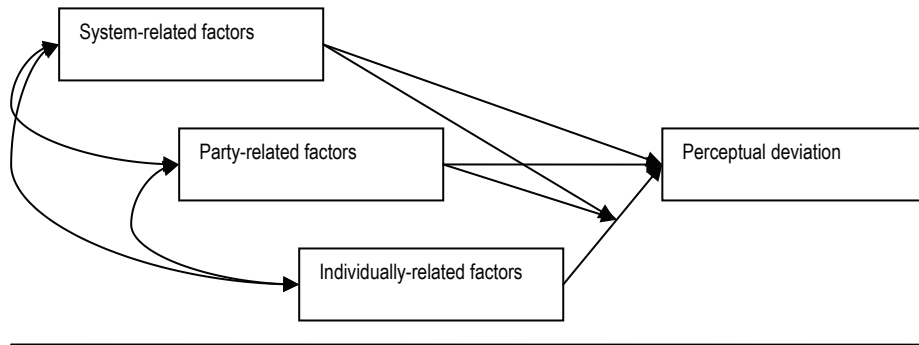 System-related factors
Party-related factors
Perceptual deviation
Individually-related factors